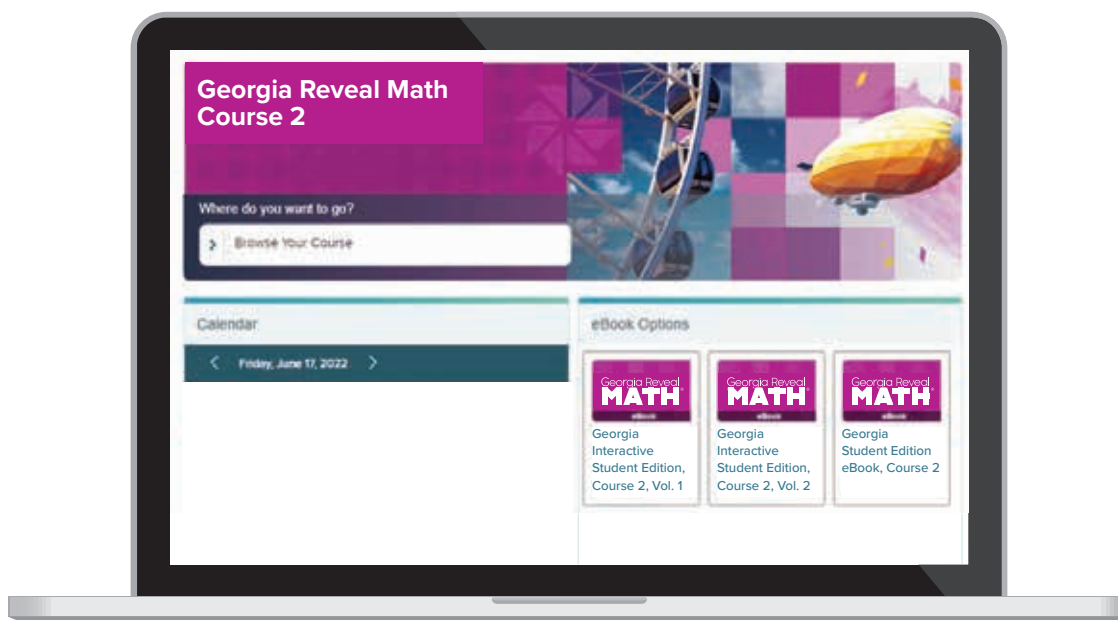 Georgia Reveal Math
Course 2
Where do you want to go?
Browse Your Course
Calendar
Friday, June 17, 2022
eBook Options
Georgia Reveal
MATH
eBook
Georgia
Interactive
Student Edition,
Course 2, Vol. 1
Georgia Reveal
MATH
eBook
Georgia
Interactive
Student Edition,
Course 2, Vol. 2
Georgia Reveal
MATH
eBook
Georgia
Student Edition
eBook, Course 2